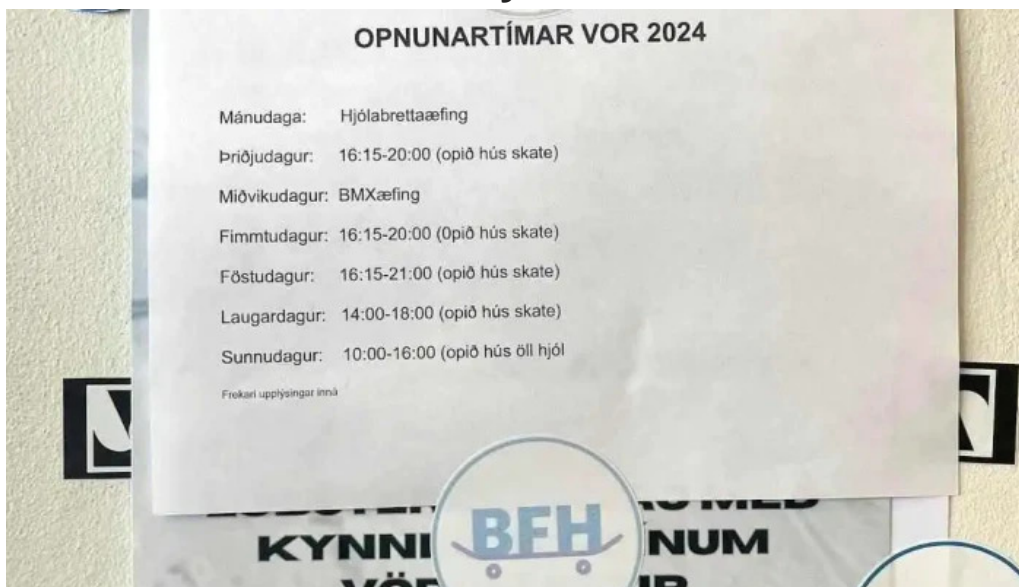 OPNUNARTÍMAR VOR 2024
Mánudaga: Hjólabrettaæfing
Þriðjudagur: 16:15-20:00 (opið hús skate)
Miðvikudagur: BMXæfing
Fimmtudagur: 16:15-20:00 (0pið hús skate)
Föstudagur: 16:15-21:00 (opið hús skate)
Laugardagur: 14:00-18:00 (opið hús skate)
Sunnudagur: 10:00-16:00 (opið hús öll hjól
Frekari upplýsingar inná
BFH